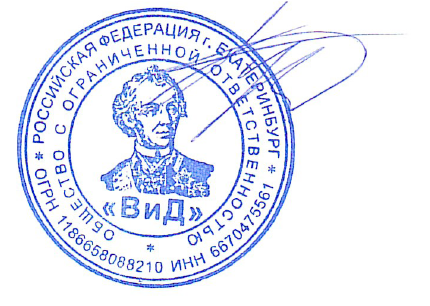 * РОССИЙСКАЯ ФЕДЕРАЦИЯ г. ЕКАТЕРИНБУРГ *
ОГРН 1186658088210 ИНН 6670475561
ОБЩЕСТВО С ОГРАНИЧЕННОЙ ОТВЕТСТВЕННОСТЬЮ
*
«ВиД»